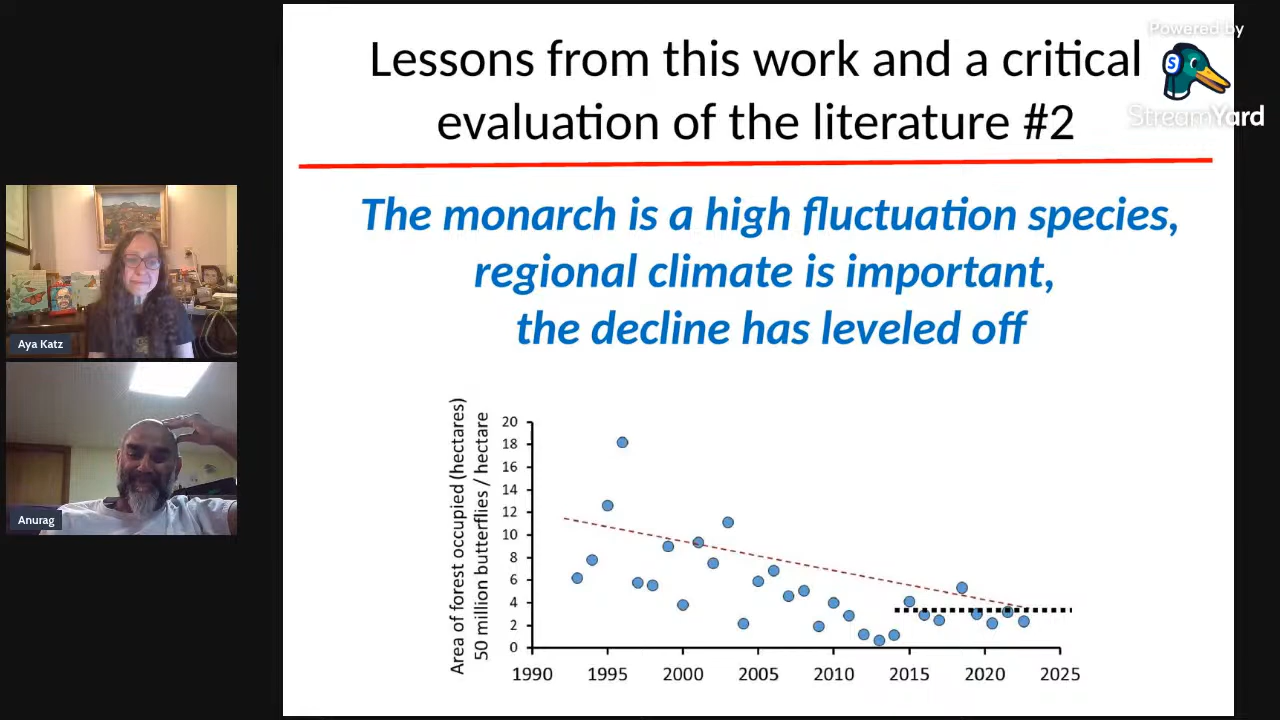 Powered by
StreamYard
Lessons from this work and a critical
evaluation of the literature #2
The monarch is a high fluctuation species,
regional climate is important,
the decline has leveled off
Aya Katz
Anurag
Area of forest occupied (hectares)
50 million butterflies / hectare
20
18
16
14
12
10
8
6
4
2
0
1990 1995 2000 2005 2010 2015 2020 2025